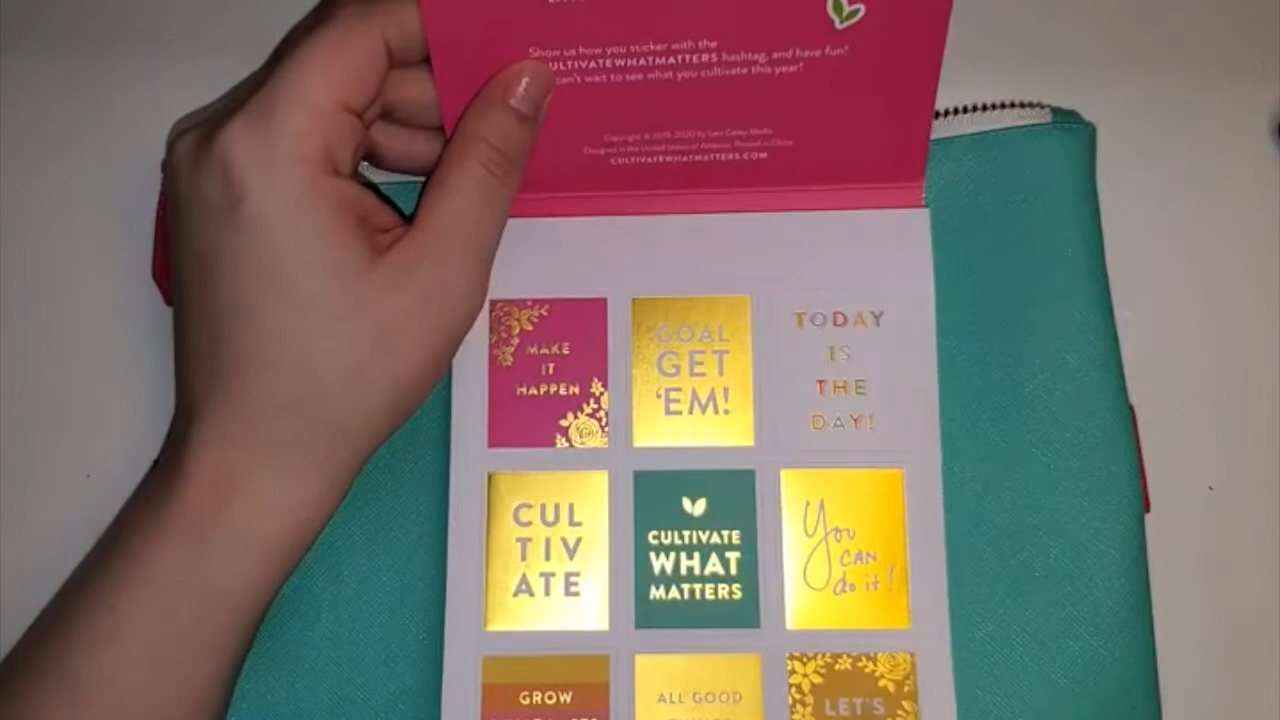 Show us how you sticker with the
ULTIVATEWHATMATTERS hashtag, and have fun!
can't wait to see what you cultivate this year!
Copyright © 2019-2020 by Lara Casey Media
Designed in the United States of America. Printed in China.
CULTIVATEWHATMATTERS.COM
MAKE
IT
HAPPEN
GOAL
GET
'EM!
TODAY
IS
THE
DAY!
CUL
TIV
ATE
CULTIVATE
WHAT
MATTERS
You
CAN
do it!
GROW
ALL GOOD
LET'S